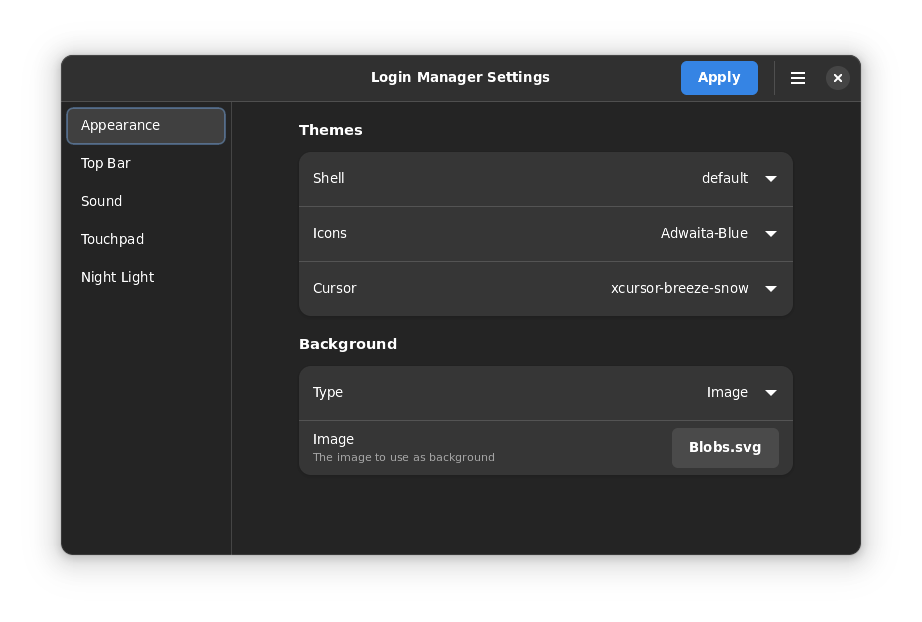 Login Manager Settings
Apply
Appearance
Top Bar
Sound
Touchpad
Night Light
Themes
Shell
default
Icons
Adwaita-Blue
Cursor
xcursor-breeze-snow
Background
Type
Image
Image
The image to use as background
Blobs.svg